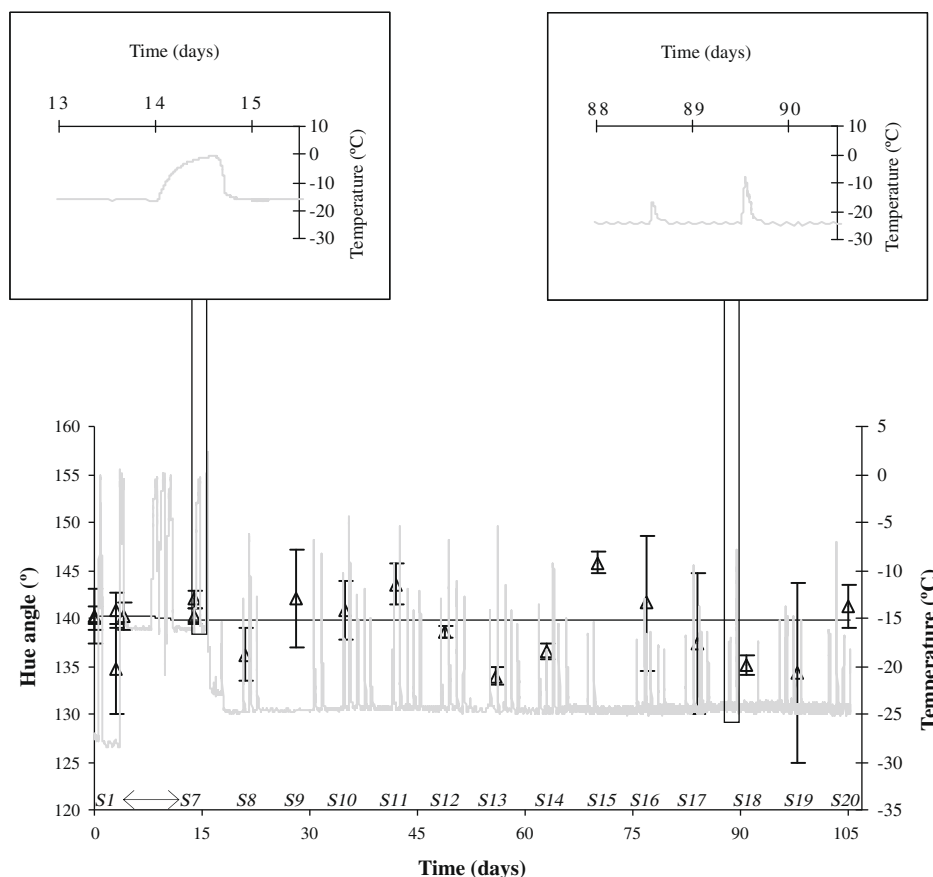 Time (days)
13 14 15
10
0
-10
-20
-30
Temperature (ºC)
Time (days)
88 89 90
10
0
-10
-20
-30
Temperature (ºC)
160
155
150
145
140
135
130
125
120
Hue angle (º)
5
0
-5
-10
-15
-20
-25
-30
-35
Temperature (ºC)
S1 S7 S8 S9 S10 S11 S12 S13 S14 S15 S16 S17 S18 S19 S20
0 15 30 45 60 75 90 105
Time (days)